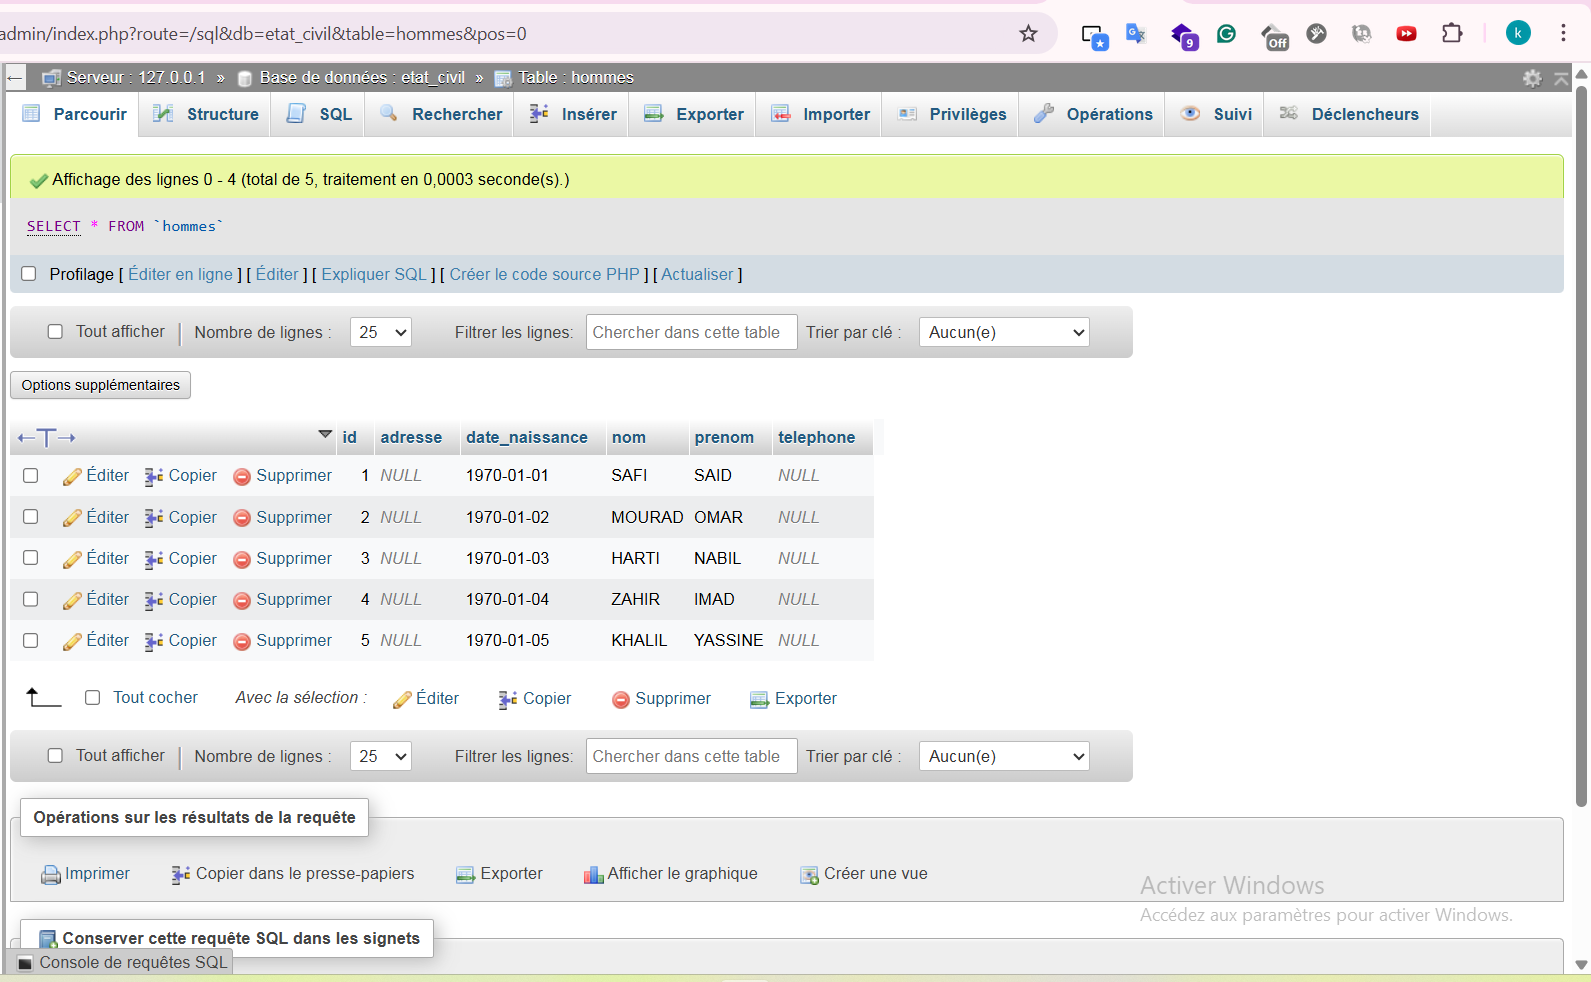 admin/index.php?route=/sql&db=etat_civil&table=hommes&pos=0
9
Off
k
Serveur : 127.0.0.1 » Base de données : etat_civil » Table : hommes
Parcourir Structure SQL Rechercher Insérer Exporter Importer Privilèges Opérations Suivi Déclencheurs
Affichage des lignes 0 - 4 (total de 5, traitement en 0,0003 seconde(s).)
SELECT * FROM `hommes`
Profilage [ Éditer en ligne ] [ Éditer ] [ Expliquer SQL ] [ Créer le code source PHP ] [ Actualiser ]
Tout afficher | Nombre de lignes : 25 Filtrer les lignes: Chercher dans cette table Trier par clé : Aucun(e)
Options supplémentaires
←T→ id adresse date_naissance nom prenom telephone
Éditer Copier Supprimer 1 NULL 1970-01-01 SAFI SAID NULL
Éditer Copier Supprimer 2 NULL 1970-01-02 MOURAD OMAR NULL
Éditer Copier Supprimer 3 NULL 1970-01-03 HARTI NABIL NULL
Éditer Copier Supprimer 4 NULL 1970-01-04 ZAHIR IMAD NULL
Éditer Copier Supprimer 5 NULL 1970-01-05 KHALIL YASSINE NULL
Tout cocher Avec la sélection : Éditer Copier Supprimer Exporter
Tout afficher | Nombre de lignes : 25 Filtrer les lignes: Chercher dans cette table Trier par clé : Aucun(e)
Opérations sur les résultats de la requête
Imprimer Copier dans le presse-papiers Exporter Afficher le graphique Créer une vue
Activer Windows
Accédez aux paramètres pour activer Windows.
Conserver cette requête SQL dans les signets
Console de requêtes SQL